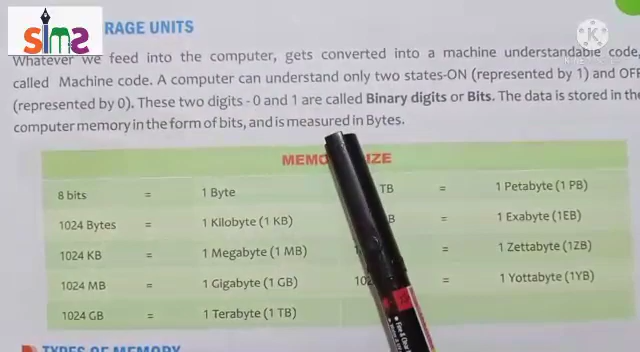 sims
RAGE UNITS
Whatever we feed into the computer, gets converted into a machine understandable code,
called Machine code. A computer can understand only two states-ON (represented by 1) and OFF
(represented by 0). These two digits - 0 and 1 are called Binary digits or Bits. The data is stored in the
computer memory in the form of bits, and is measured in Bytes.
MEMO IZE
8 bits = 1 Byte TB = 1 Petabyte (1 PB)
1024 Bytes = 1 Kilobyte (1 KB) B = 1 Exabyte (1EB)
1024 KB = 1 Megabyte (1 MB) = 1 Zettabyte (1ZB)
1024 MB = 1 Gigabyte (1 GB) 102 = 1 Yottabyte (1YB)
1024 GB = 1 Terabyte (1 TB)
TYPES OF MEMORY
KINEMASTER